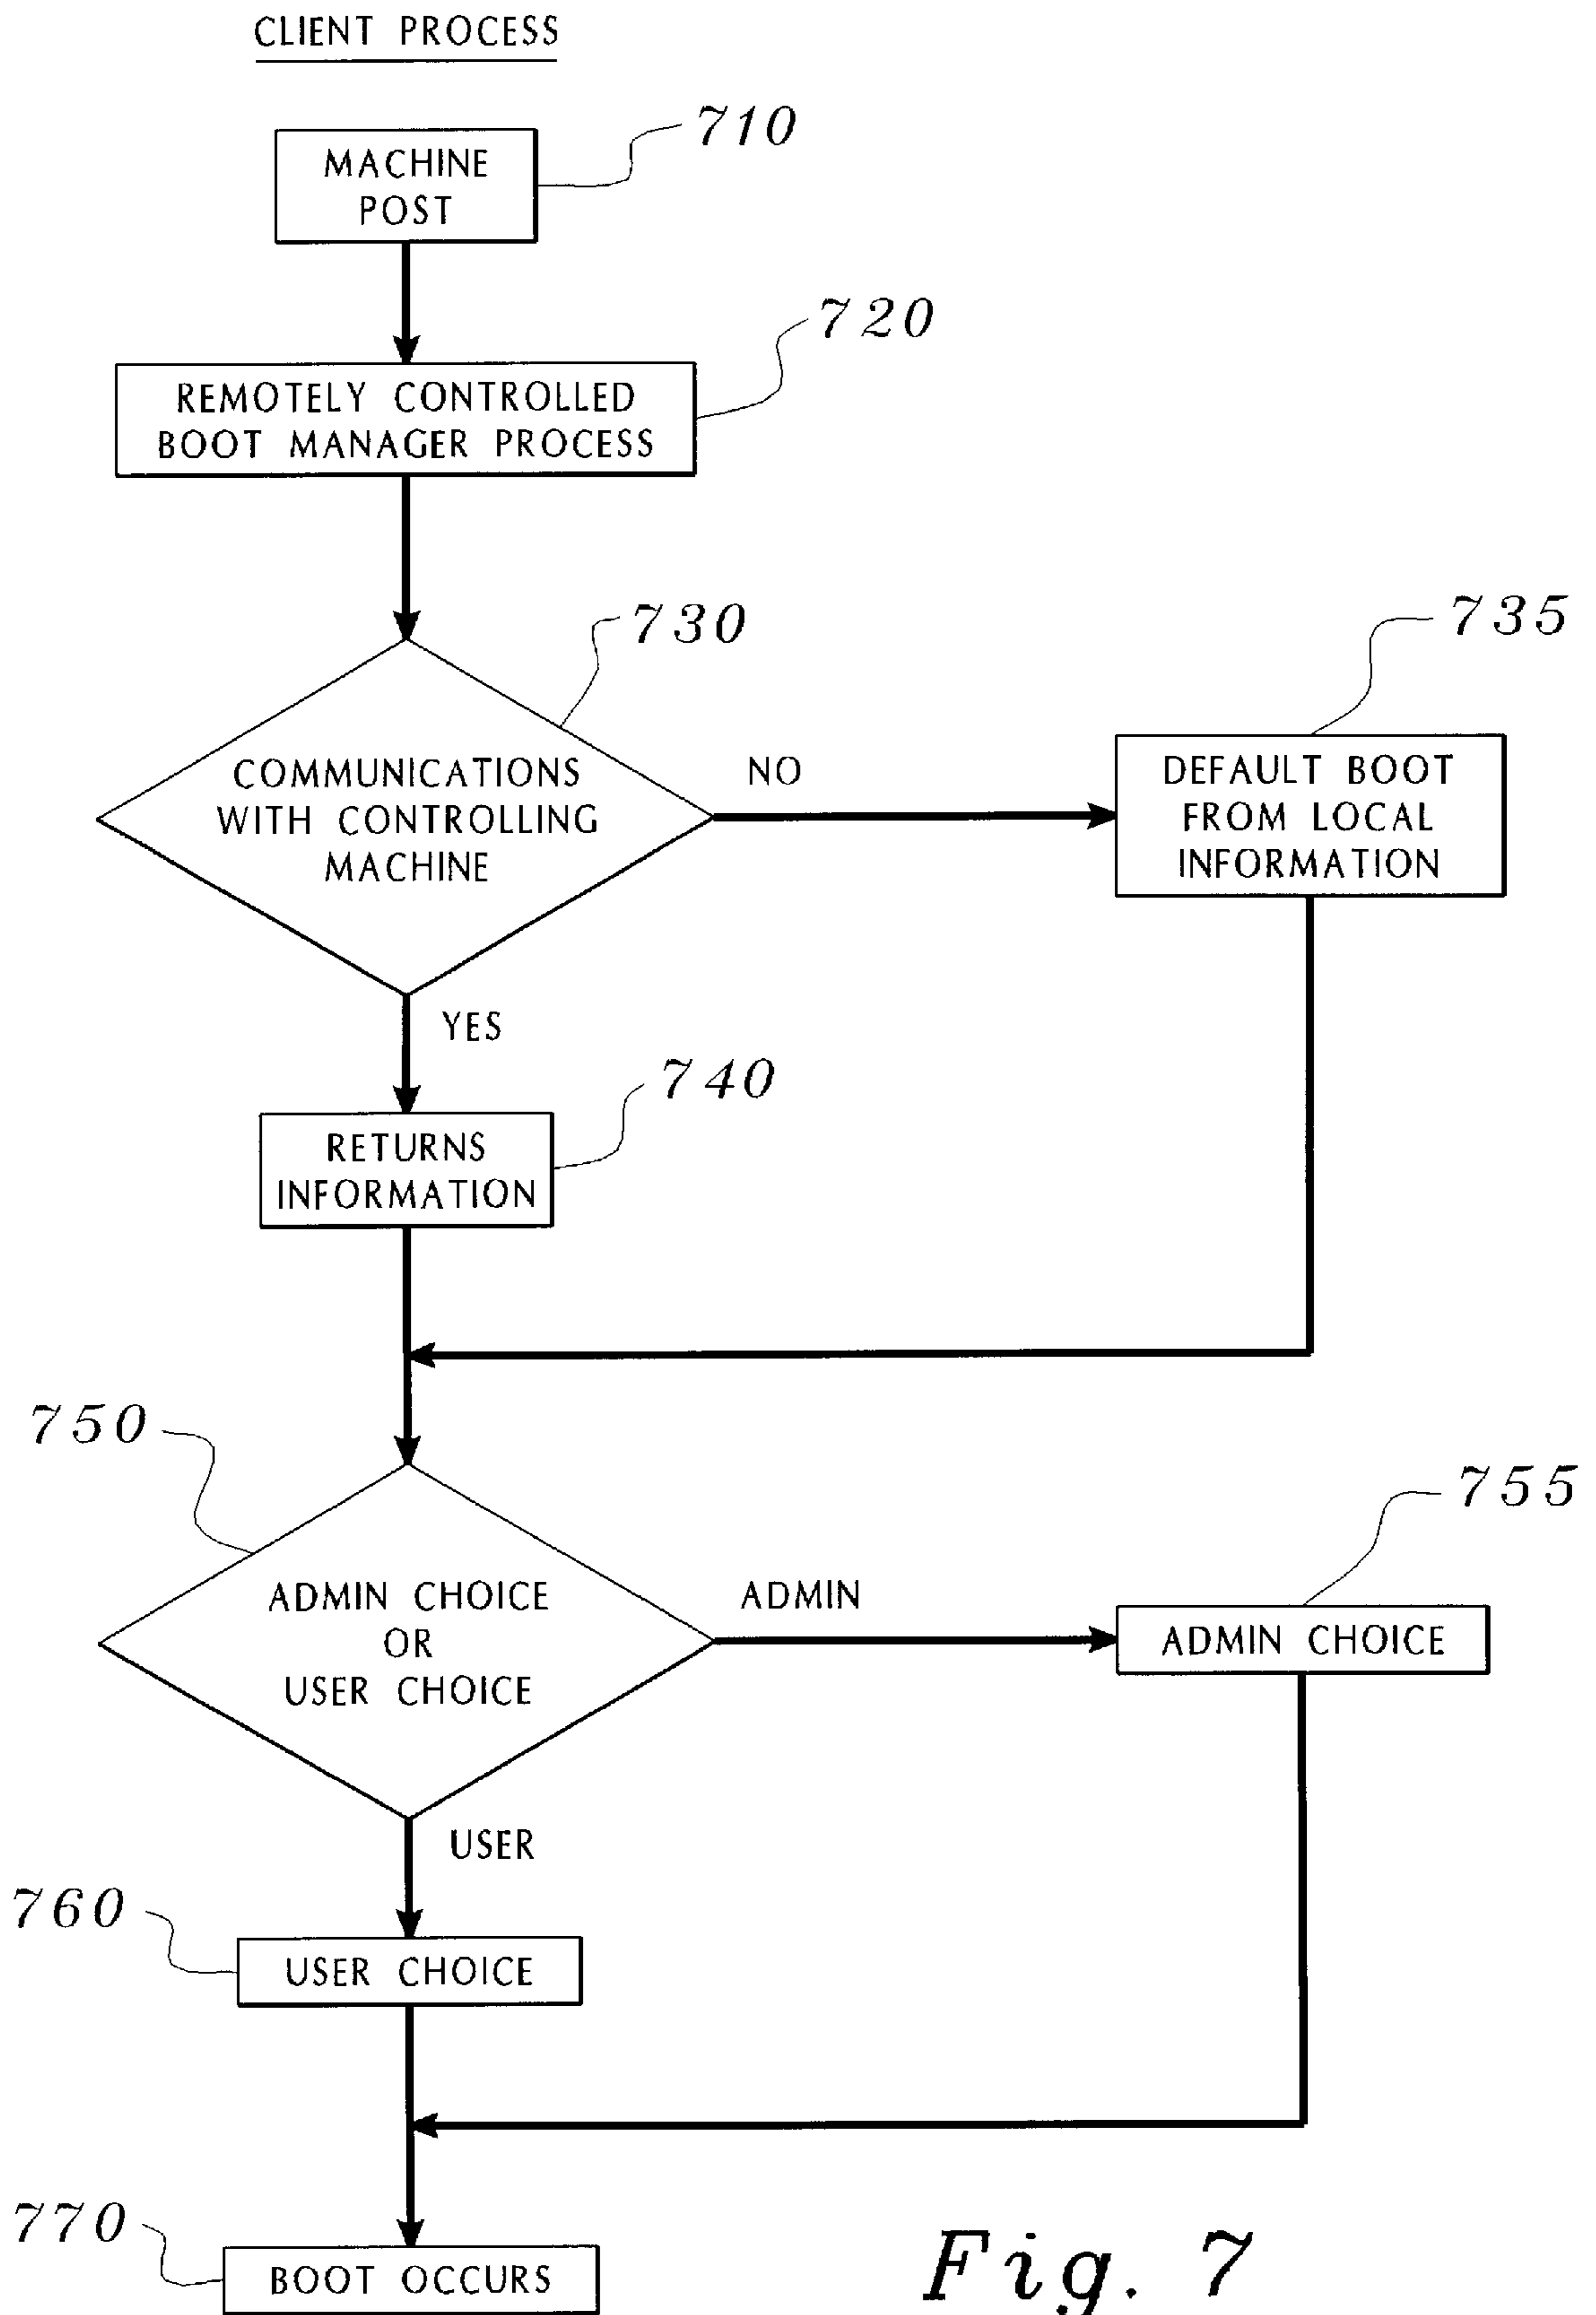 CLIENT PROCESS
710
MACHINE
POST
720
REMOTELY CONTROLLED
BOOT MANAGER PROCESS
730
735
COMMUNICATIONS
WITH CONTROLLING
MACHINE
NO
DEFAULT BOOT
FROM LOCAL
INFORMATION
YES
740
RETURNS
INFORMATION
750
755
ADMIN CHOICE
OR
USER CHOICE
ADMIN
ADMIN CHOICE
USER
760
USER CHOICE
770
BOOT OCCURS
Fig. 7